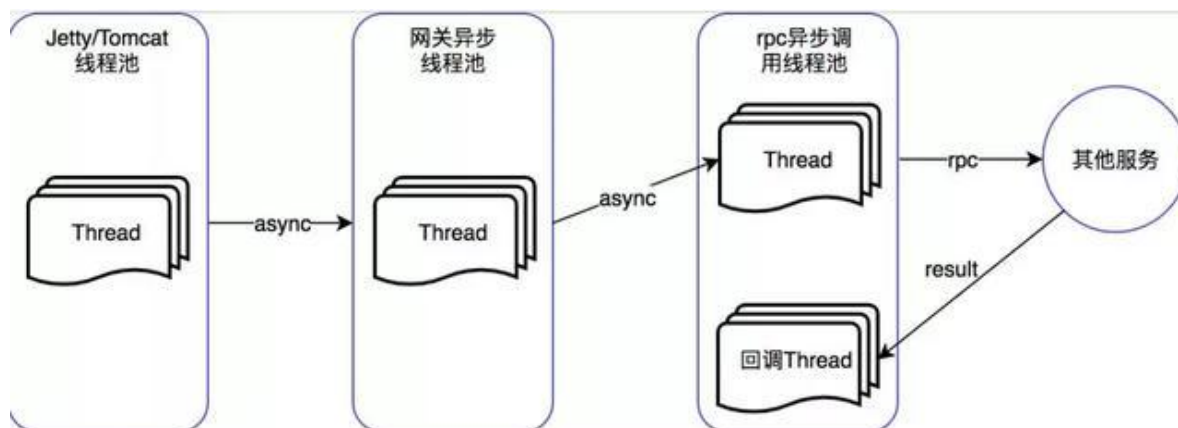 Jetty/Tomcat
线程池
网关异步
线程池
rpc异步调
用线程池
Thread
async
Thread
async
Thread
rpc
其他服务
result
回调Thread